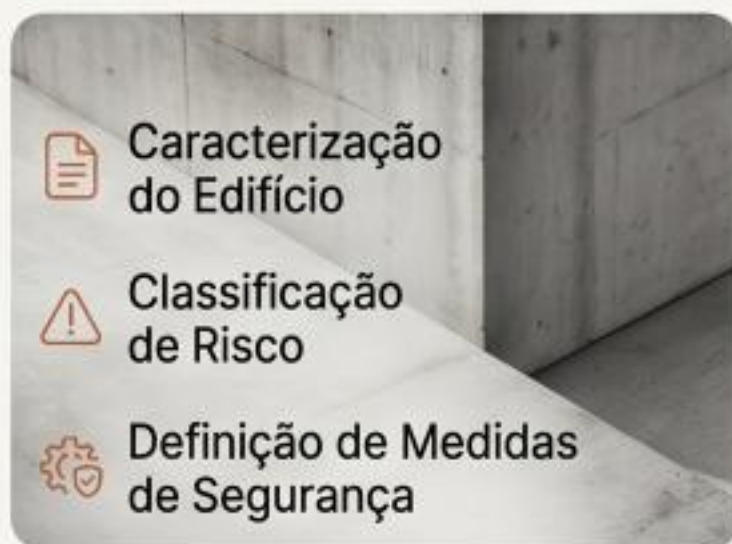 Caracterização
do Edifício
Classificação
de Risco
Definição de Medidas
de Segurança